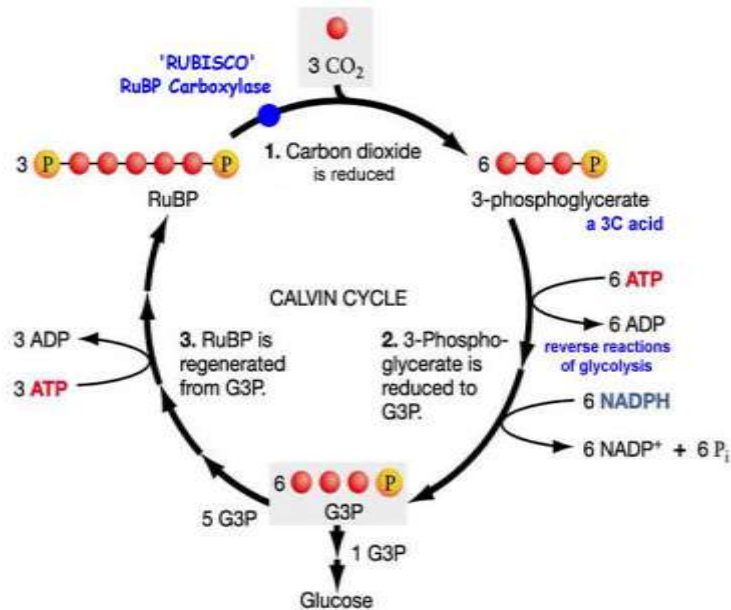 'RUBISCO'
RuBP Carboxylase
3 CO₂
1. Carbon dioxide
is reduced
3 P P
RuBP
6 P
3-phosphoglycerate
a 3C acid
CALVIN CYCLE
6 ATP
6 ADP
reverse reactions
of glycolysis
6 NADPH
6 NADP⁺ + 6 Pᵢ
2. 3-Phospho-
glycerate is
reduced to
G3P.
3. RuBP is
regenerated
from G3P.
3 ADP
3 ATP
6 P
G3P
5 G3P
1 G3P
Glucose